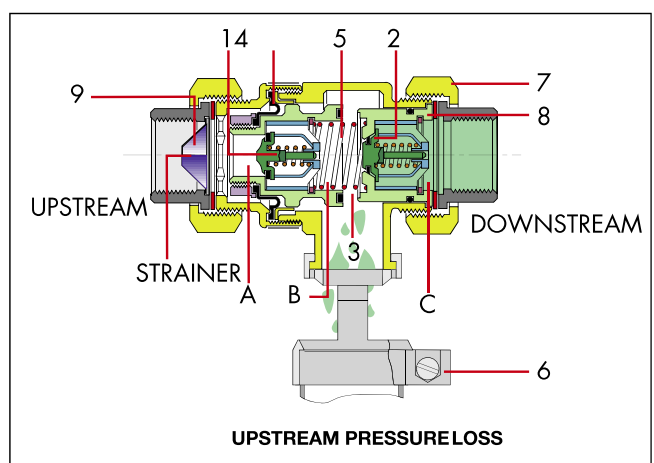 14
5
2
9
7
8
UPSTREAM
DOWNSTREAM
STRAINER
3
A
B
C
6
UPSTREAM PRESSURE LOSS